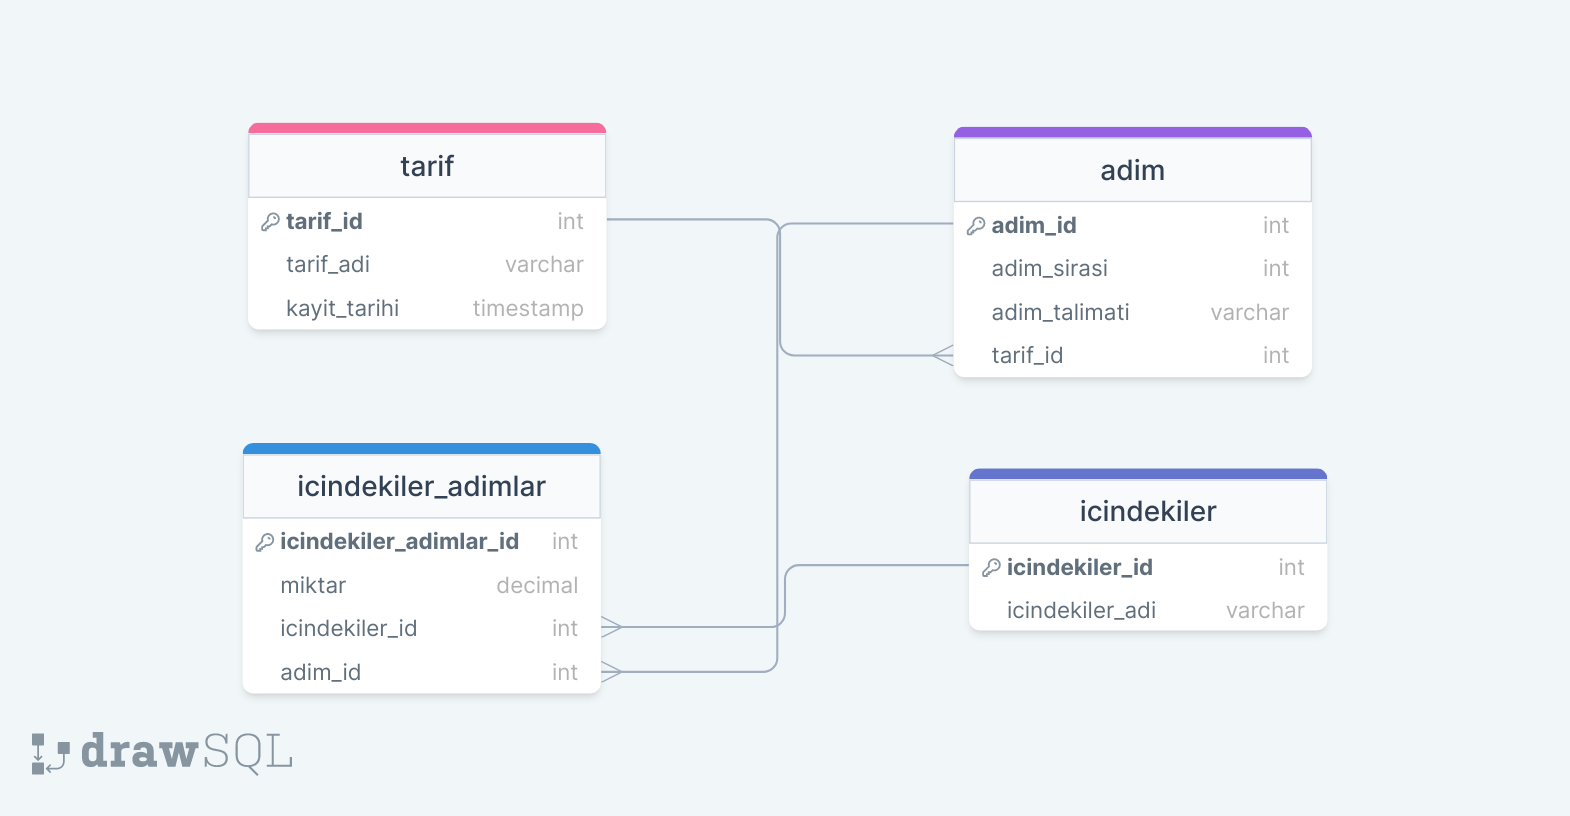 tarif
tarif_id int
tarif_adi varchar
kayit_tarihi timestamp
adim
adim_id int
adim_sirasi int
adim_talimati varchar
tarif_id int
icindekiler_adimlar
icindekiler_adimlar_id int
miktar decimal
icindekiler_id int
adim_id int
icindekiler
icindekiler_id int
icindekiler_adi varchar
drawSQL